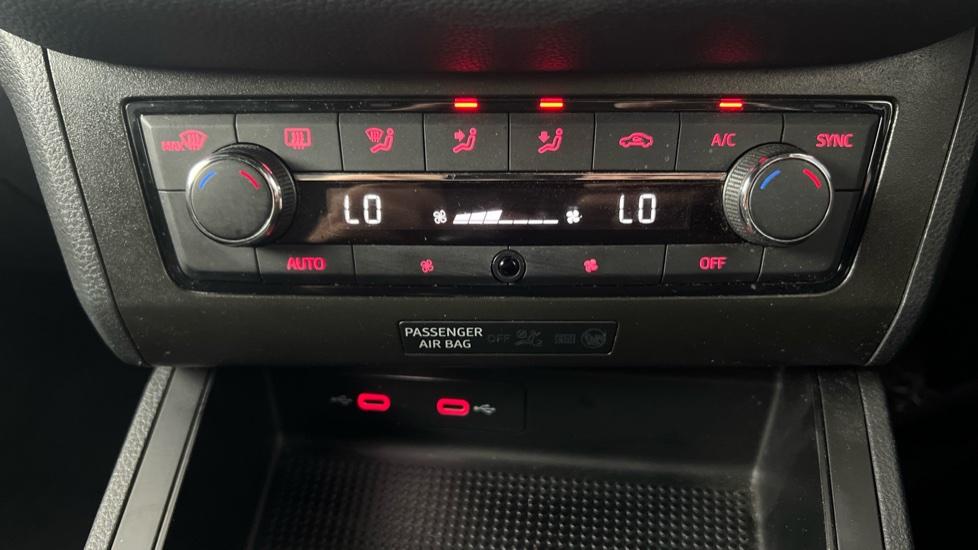 MAX
A/C
SYNC
LO
LO
AUTO
OFF
PASSENGER
AIR BAG
OFF